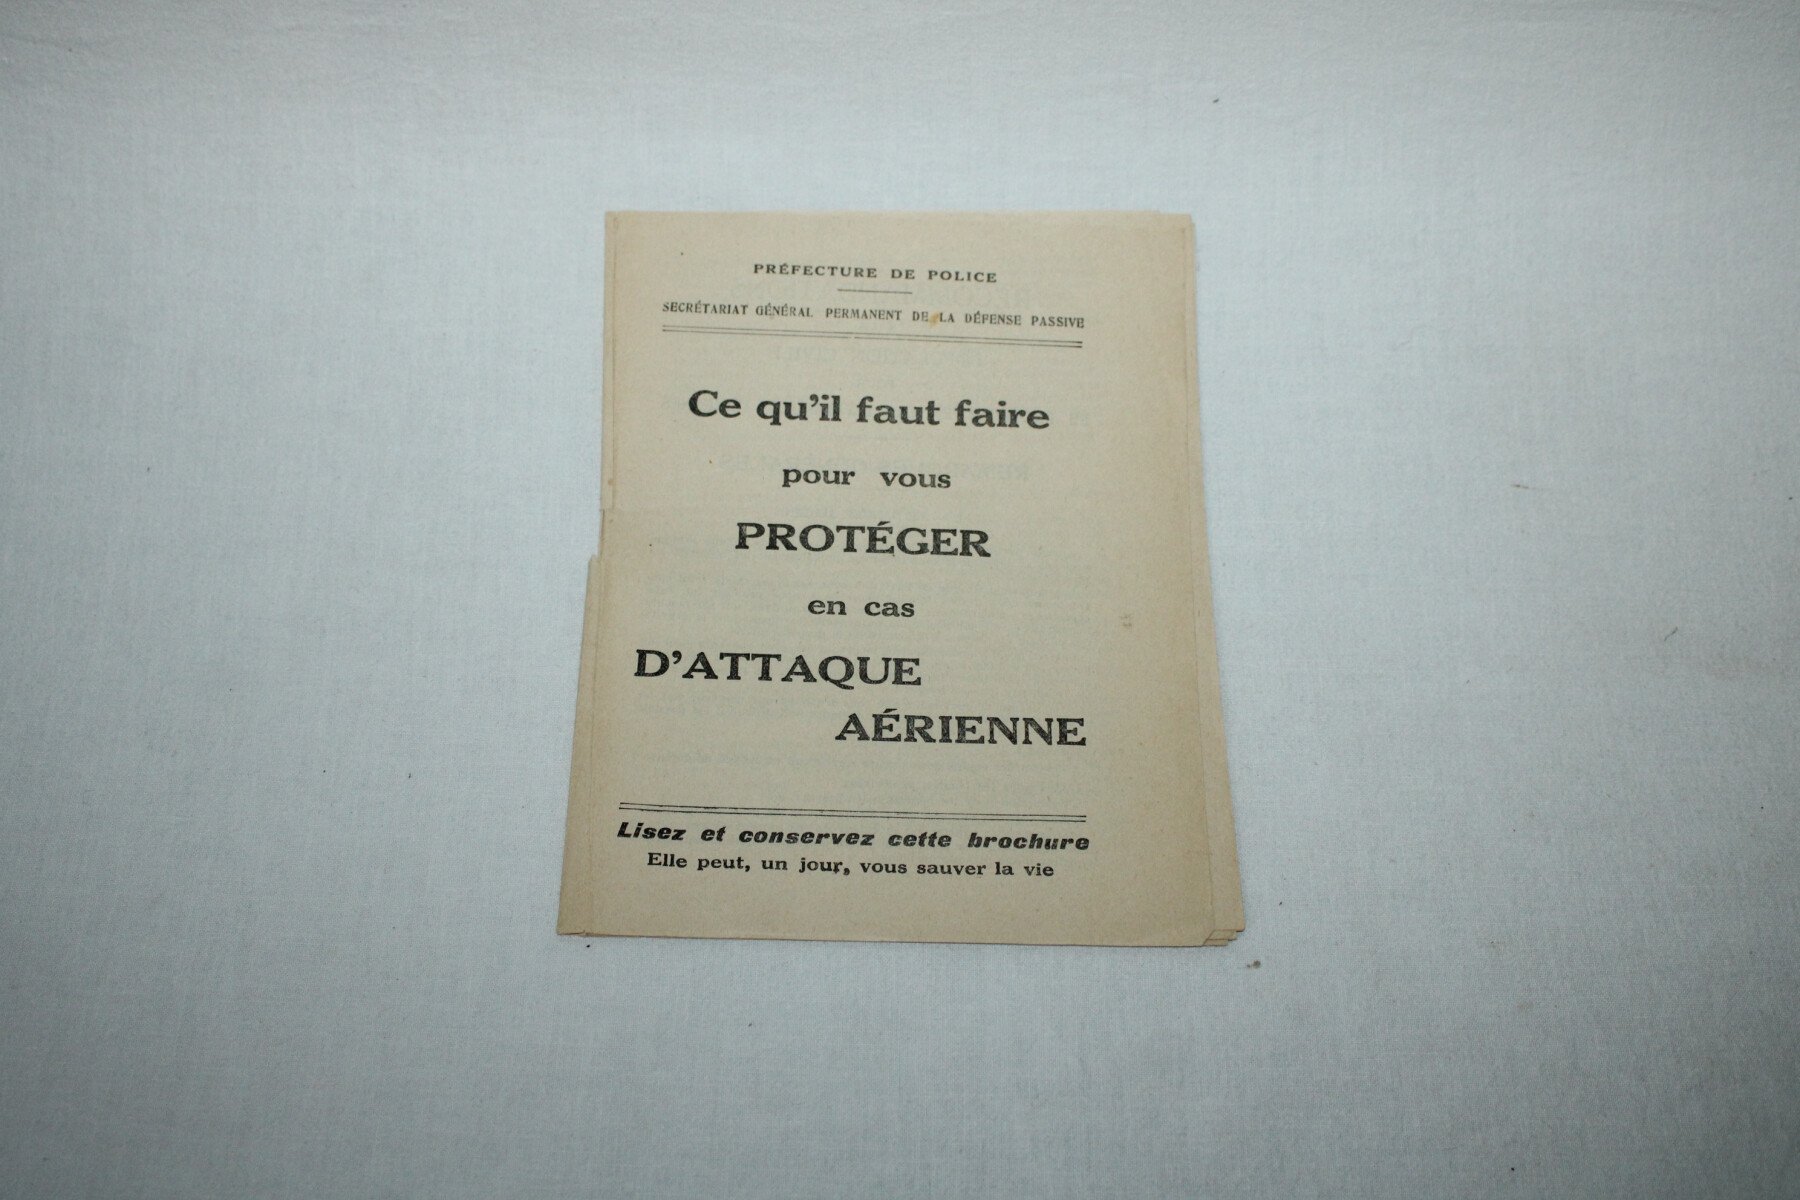 PRÉFECTURE DE POLICE
SECRÉTARIAT GÉNÉRAL PERMANENT DE LA DÉFENSE PASSIVE
Ce qu'il faut faire
pour vous
PROTÉGER
en cas
D'ATTAQUE
AÉRIENNE
Lisez et conservez cette brochure
Elle peut, un jour, vous sauver la vie